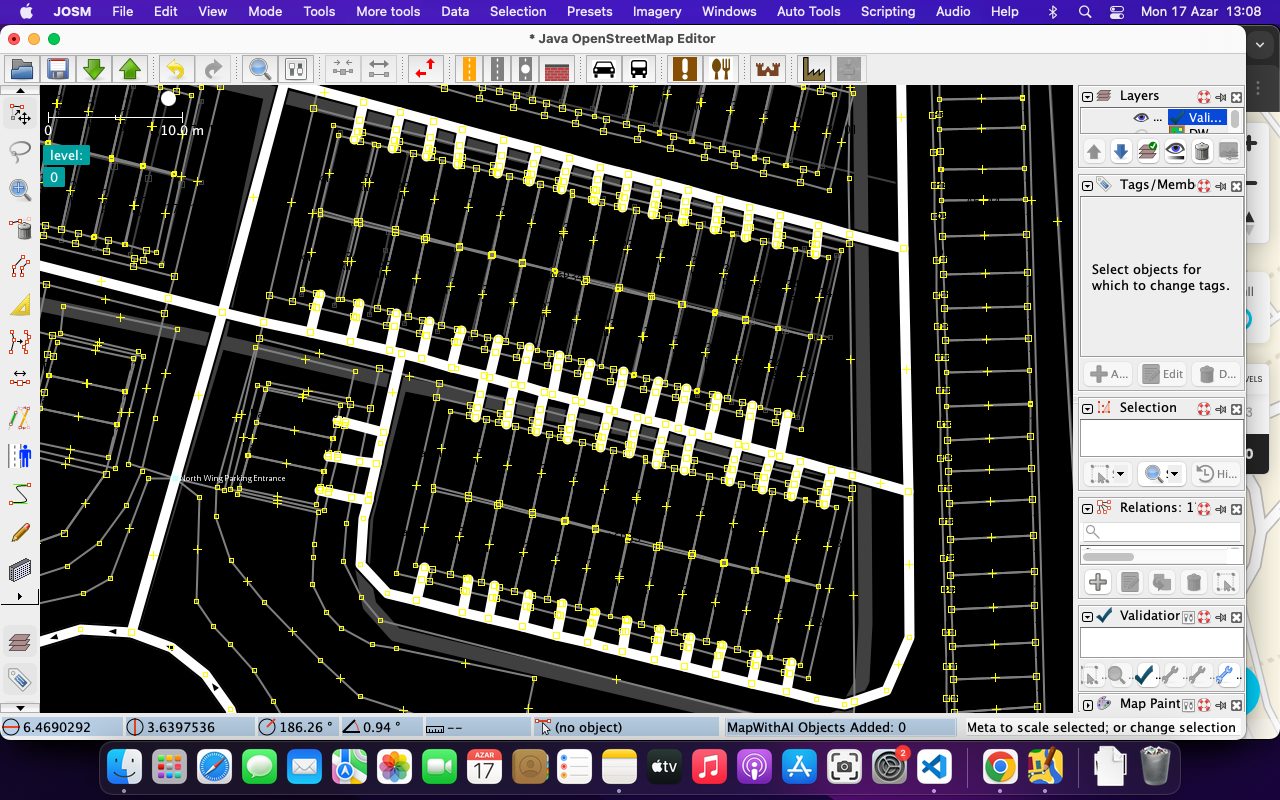 JOSM File Edit View Mode Tools More tools Data Selection Presets Imagery Windows Auto Tools Scripting Audio Help Mon 17 Azar 13:08
* Java OpenStreetMap Editor
0 10.0 m
level:
0
North Wing Parking Entrance
Layers
... Vali...
Tags/Memb
Select objects for
which to change tags.
A... Edit D...
Selection
Hi...
Relations: 1
Validation
Map Paint
6.4690292 3.6397536 186.26 ° 0.94 ° -- (no object) MapWithAI Objects Added: 0 Meta to scale selected; or change selection
AZAR
17
tv
2